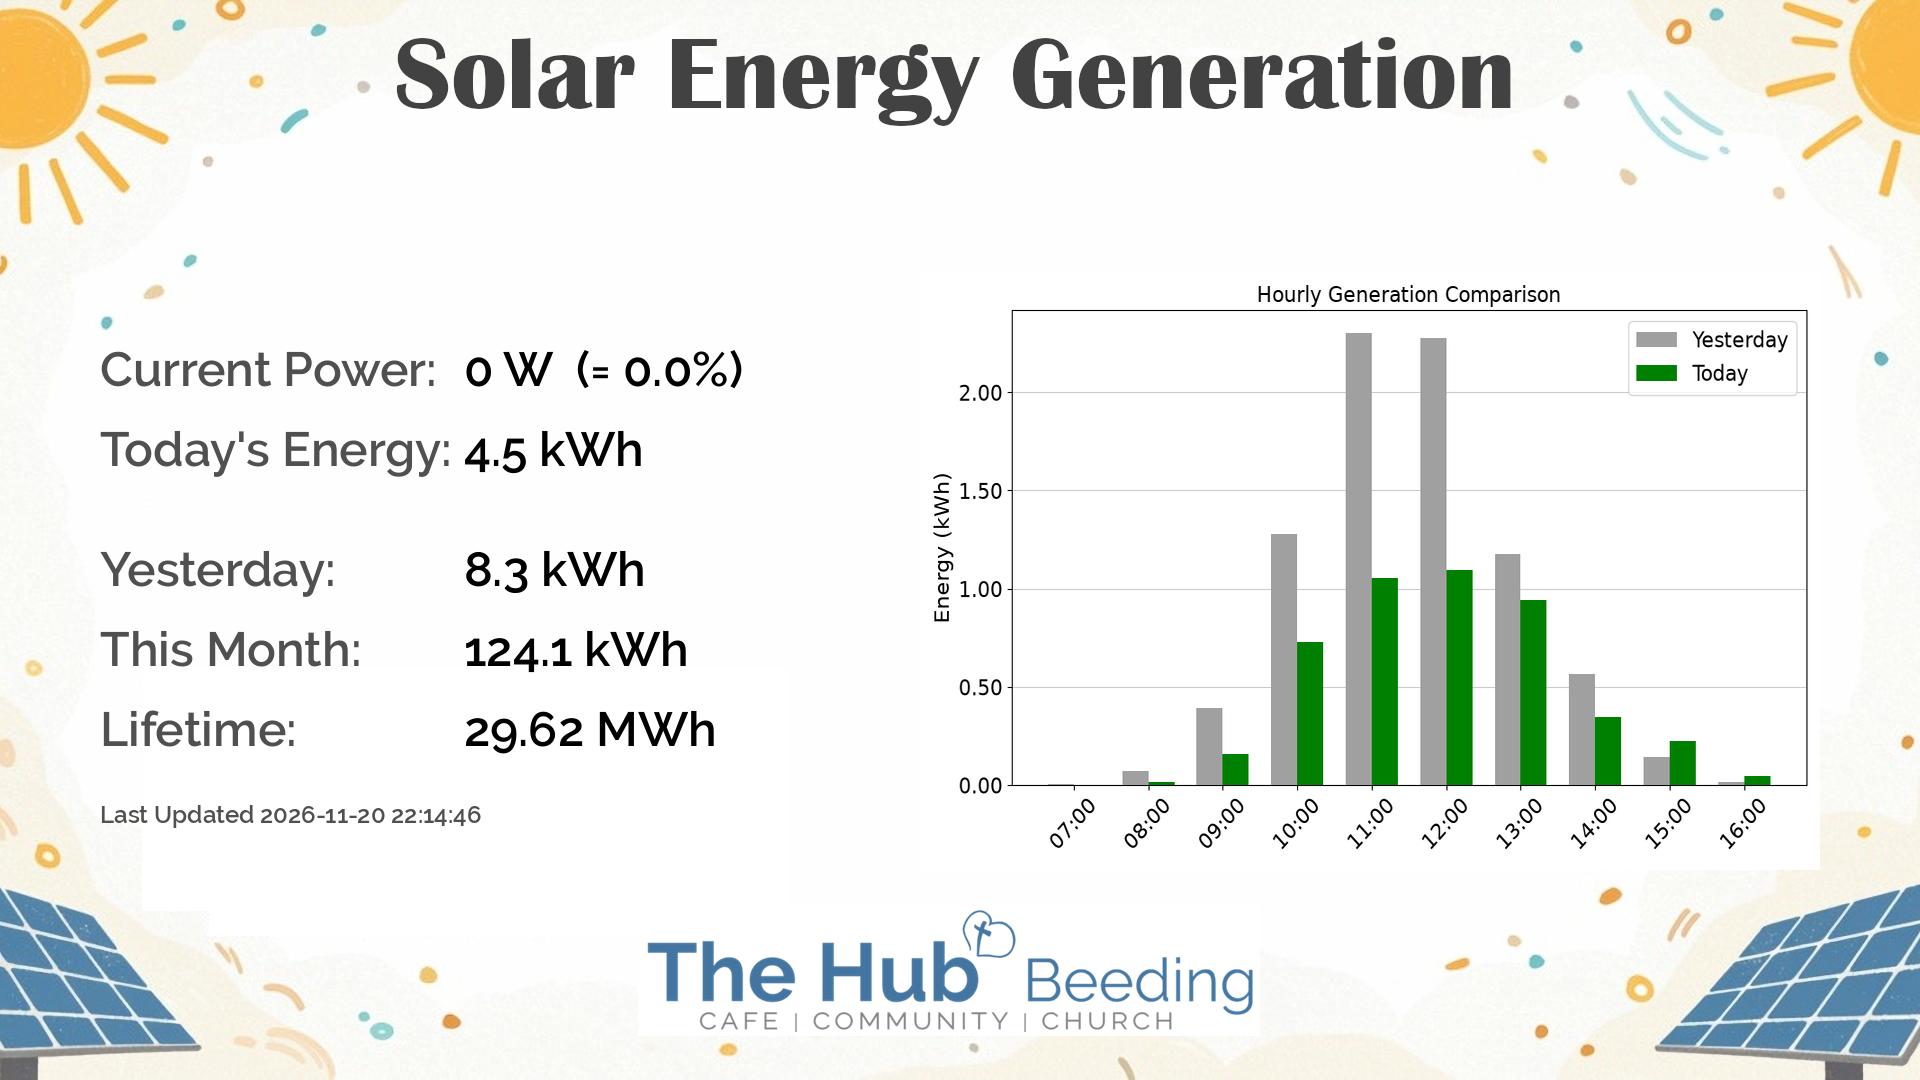 Solar Energy Generation
Current Power: 0 W (= 0.0%)
Today's Energy: 4.5 kWh
Yesterday: 8.3 kWh
This Month: 124.1 kWh
Lifetime: 29.62 MWh
Last Updated 2026-11-20 22:14:46
Hourly Generation Comparison
Yesterday
Today
Energy (kWh)
2.00
1.50
1.00
0.50
0.00
07:00 08:00 09:00 10:00 11:00 12:00 13:00 14:00 15:00 16:00
The Hub Beeding
CAFE | COMMUNITY | CHURCH